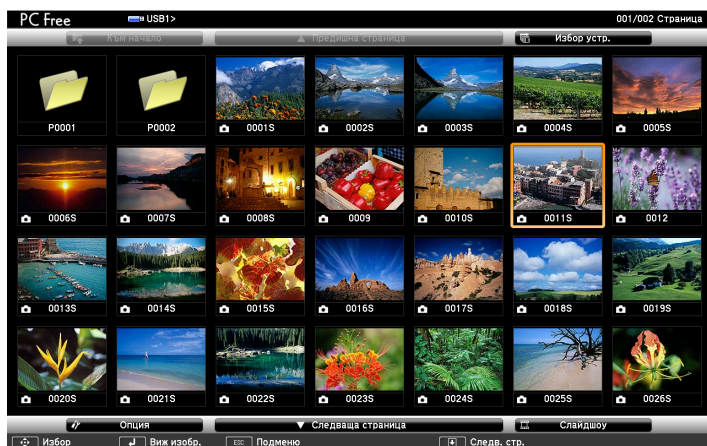 PC Free USB1> 001/002 Страница
Към начало ▲ Предишна страница Избор устр.
P0001 P0002 0001S 0002S 0003S 0004S 0005S
0006S 0007S 0008S 0009 0010S 0011S 0012
0013S 0014S 0015S 0016S 0017S 0018S 0019S
0020S 0021S 0022S 0023S 0024S 0025S 0026S
Опция ▼ Следваща страница Слайдшоу
Избор Виж изобр. ESC Подменю Следв. стр.